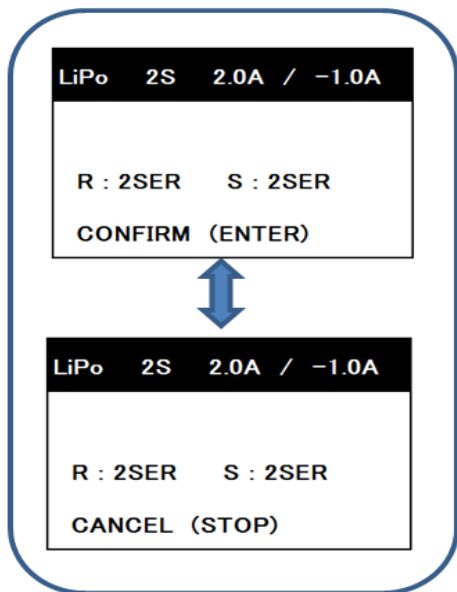 LiPo 2S 2.0A / -1.0A
R : 2SER S : 2SER
CONFIRM (ENTER)
LiPo 2S 2.0A / -1.0A
R : 2SER S : 2SER
CANCEL (STOP)